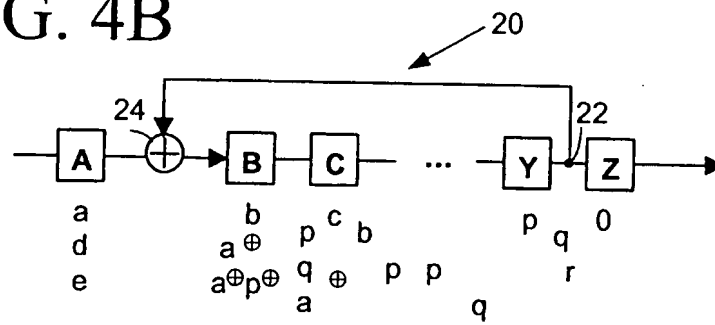 G. 4B
20
24
22
A B C ... Y Z
a b c p 0
d a ⊕ p b q
e a⊕p⊕ q ⊕ p p r
a q